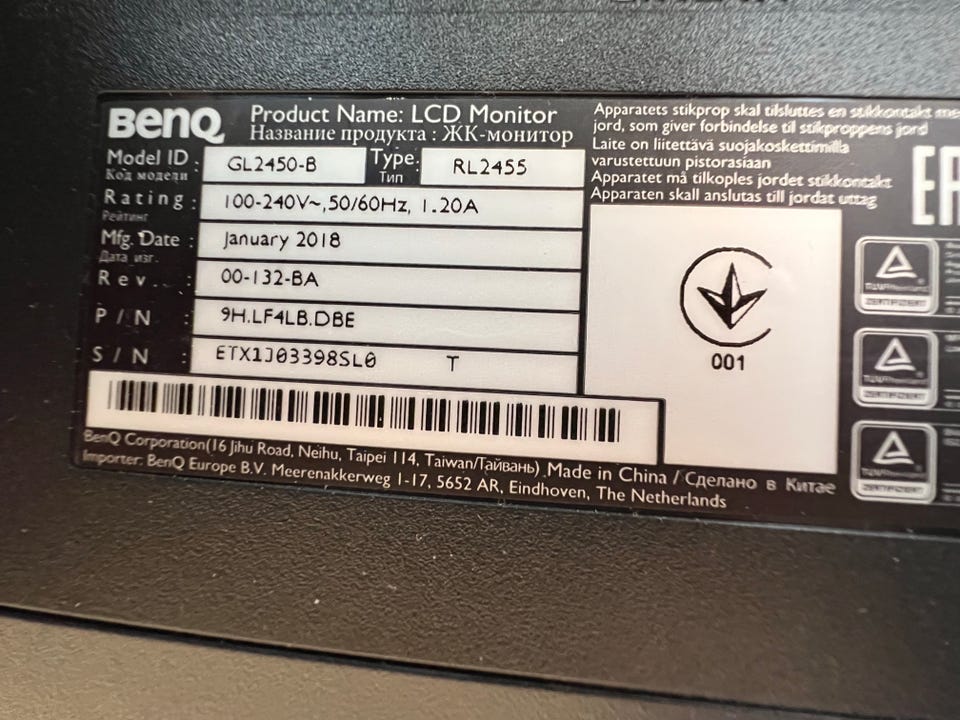 BenQ
Product Name: LCD Monitor
Название продукта : ЖК-монитор
Model ID : GL2450-B Type: RL2455
Код модели Тип
Rating : 100-240V~,50/60Hz, 1.20A
Рейтинг
Mfg. Date : January 2018
Дата изг.
Rev. : 00-132-BA
P/N : 9H.LF4LB.DBE
S/N : ETX1J03398SL0 T
BenQ Corporation(16 Jihu Road, Neihu, Taipei 114, Taiwan/Тайвань) Made in China / Сделано в Китае
Importer: BenQ Europe B.V. Meerenakkerweg 1-17, 5652 AR, Eindhoven, The Netherlands
Apparatets stikprop skal tilsluttes en stikkontakt
jord, som giver forbindelse til stikproppens jord
Laite on liitettävä suojakoskettimilla
varustettuun pistorasiaan
Apparatet må tilkoples jordet stikkontakt
Apparaten skall anslutas till jordat uttag
001